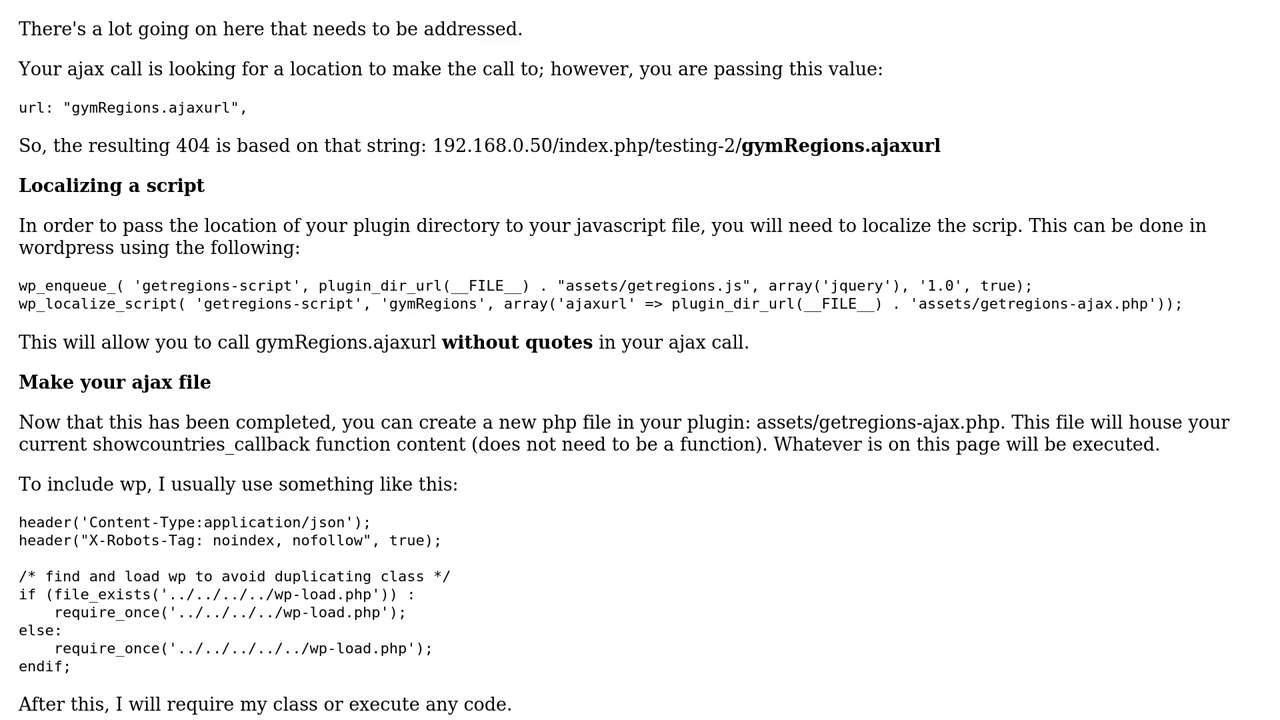 There's a lot going on here that needs to be addressed.
Your ajax call is looking for a location to make the call to; however, you are passing this value:
url: "gymRegions.ajaxurl",
So, the resulting 404 is based on that string: 192.168.0.50/index.php/testing-2/gymRegions.ajaxurl
Localizing a script
In order to pass the location of your plugin directory to your javascript file, you will need to localize the scrip. This can be done in
wordpress using the following:
wp_enqueue_( 'getregions-script', plugin_dir_url(__FILE__) . "assets/getregions.js", array('jquery'), '1.0', true);
wp_localize_script( 'getregions-script', 'gymRegions', array('ajaxurl' => plugin_dir_url(__FILE__) . 'assets/getregions-ajax.php'));
This will allow you to call gymRegions.ajaxurl without quotes in your ajax call.
Make your ajax file
Now that this has been completed, you can create a new php file in your plugin: assets/getregions-ajax.php. This file will house your
current showcountries_callback function content (does not need to be a function). Whatever is on this page will be executed.
To include wp, I usually use something like this:
header('Content-Type:application/json');
header("X-Robots-Tag: noindex, nofollow", true);
/* find and load wp to avoid duplicating class */
if (file_exists('../../../../wp-load.php')) :
    require_once('../../../../wp-load.php');
else:
    require_once('../../../../../wp-load.php');
endif;
After this, I will require my class or execute any code.